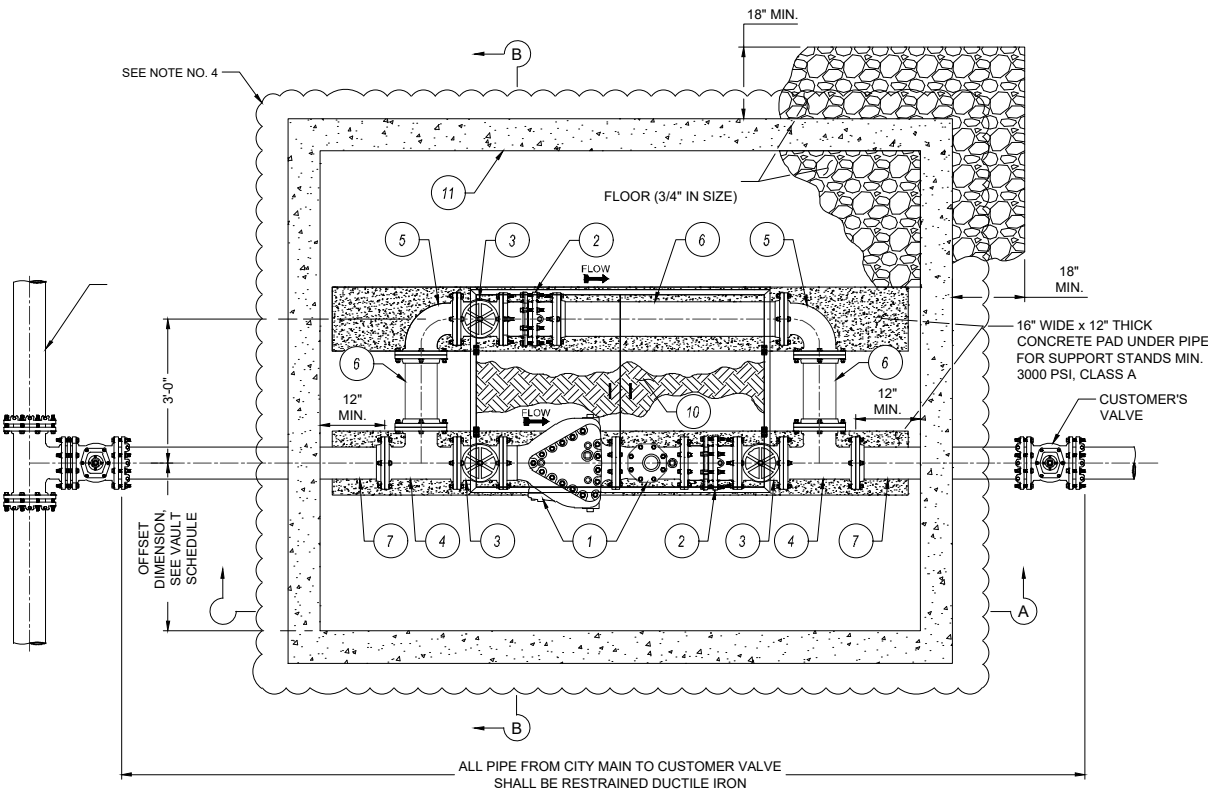 18" MIN.
B
SEE NOTE NO. 4
11
FLOOR (3/4" IN SIZE)
5
3
2
6
5
FLOW
18"
MIN.
16" WIDE x 12" THICK
CONCRETE PAD UNDER PIPE
FOR SUPPORT STANDS MIN.
3000 PSI, CLASS A
3'-0"
6
6
12"
MIN.
12"
MIN.
10
FLOW
CUSTOMER'S
VALVE
OFFSET
DIMENSION,
SEE VAULT
SCHEDULE
7
4
3
1
2
3
4
7
A
B
ALL PIPE FROM CITY MAIN TO CUSTOMER VALVE
SHALL BE RESTRAINED DUCTILE IRON